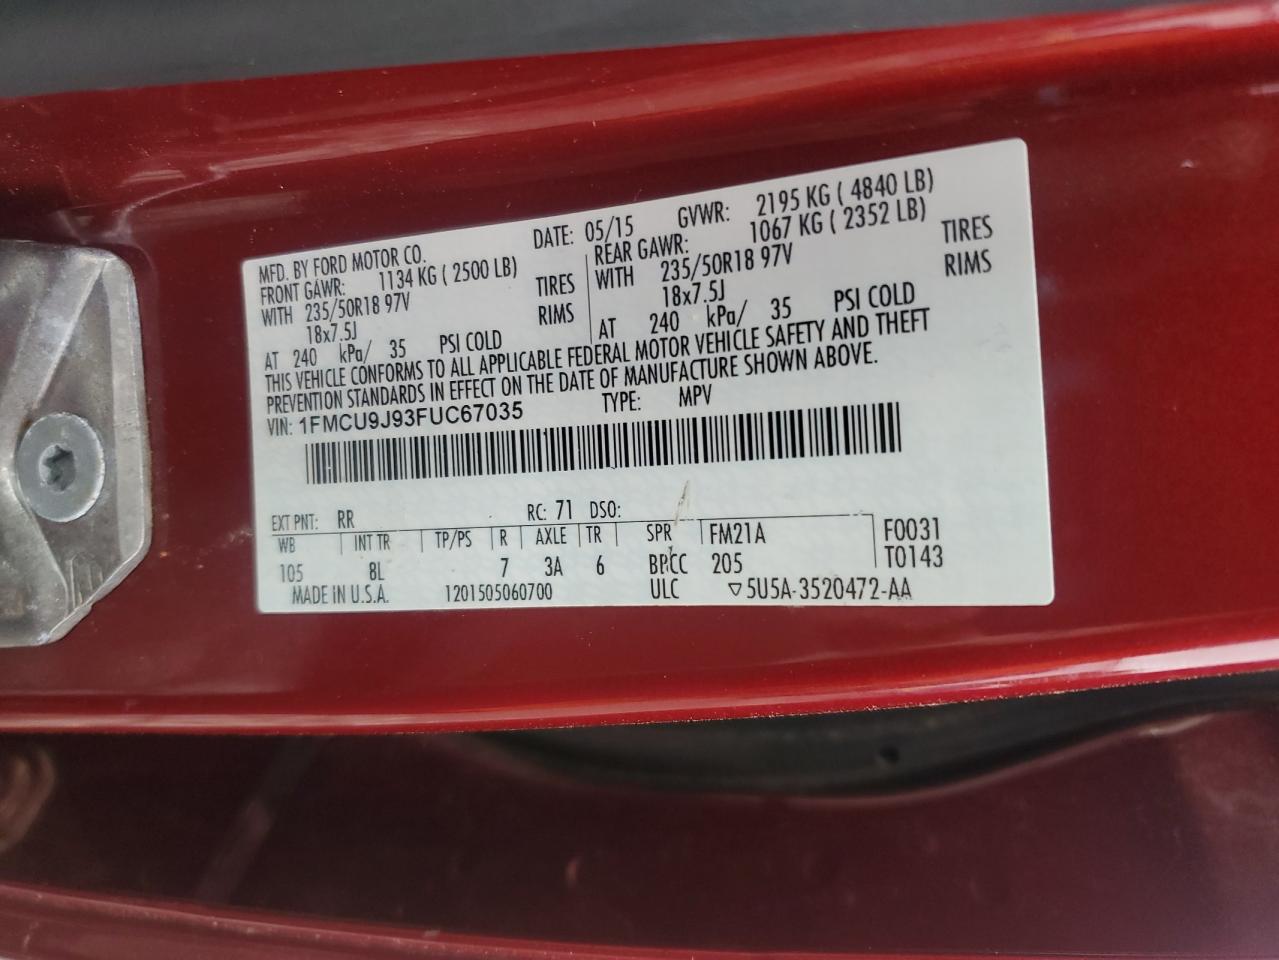 MFD. BY FORD MOTOR CO. DATE: 05/15 GVWR: 2195 KG ( 4840 LB)
FRONT GAWR: 1134 KG ( 2500 LB) REAR GAWR: 1067 KG ( 2352 LB)
WITH 235/50R18 97V TIRES WITH 235/50R18 97V TIRES
18x7.5J RIMS 18x7.5J RIMS
AT 240 kPa/ 35 PSI COLD AT 240 kPa/ 35 PSI COLD
THIS VEHICLE CONFORMS TO ALL APPLICABLE FEDERAL MOTOR VEHICLE SAFETY AND THEFT
PREVENTION STANDARDS IN EFFECT ON THE DATE OF MANUFACTURE SHOWN ABOVE.
VIN: 1FMCU9J93FUC67035 TYPE: MPV
EXT PNT: RR RC: 71 DSO:
WB INT TR TP/PS R AXLE TR SPR FM21A F0031
105 8L 7 3A 6 BPCC 205 T0143
MADE IN U.S.A. 1201505060700 ULC ▽5U5A-3520472-AA